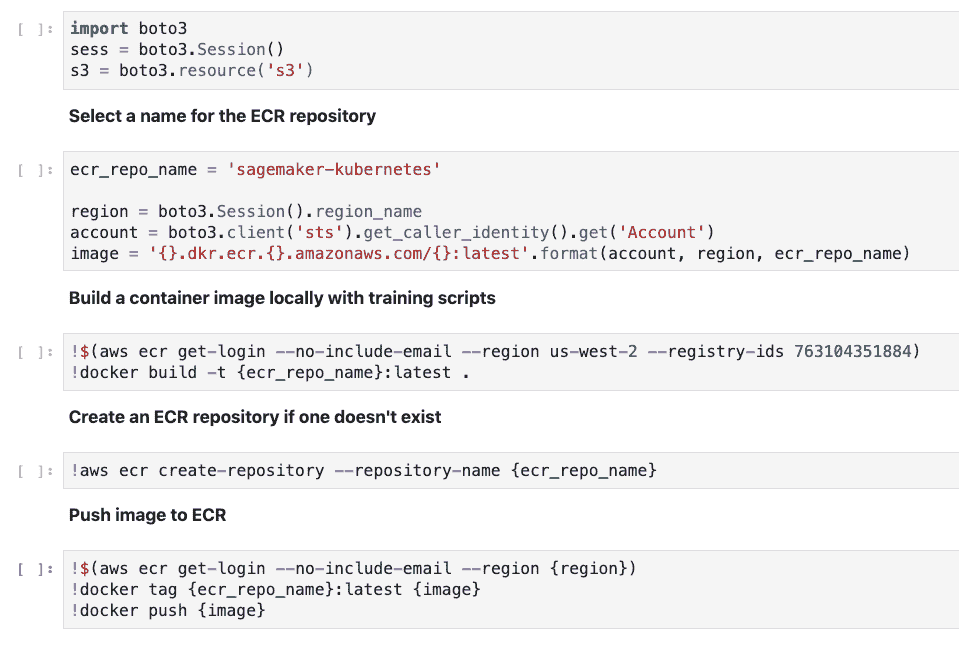 [ ]:
import boto3
sess = boto3.Session()
s3 = boto3.resource('s3')
Select a name for the ECR repository
[ ]:
ecr_repo_name = 'sagemaker-kubernetes'
region = boto3.Session().region_name
account = boto3.client('sts').get_caller_identity().get('Account')
image = '{}.dkr.ecr.{}.amazonaws.com/{}:latest'.format(account, region, ecr_repo_name)
Build a container image locally with training scripts
[ ]:
!$(aws ecr get-login --no-include-email --region us-west-2 --registry-ids 763104351884)
!docker build -t {ecr_repo_name}:latest .
Create an ECR repository if one doesn't exist
[ ]:
!aws ecr create-repository --repository-name {ecr_repo_name}
Push image to ECR
[ ]:
!$(aws ecr get-login --no-include-email --region {region})
!docker tag {ecr_repo_name}:latest {image}
!docker push {image}